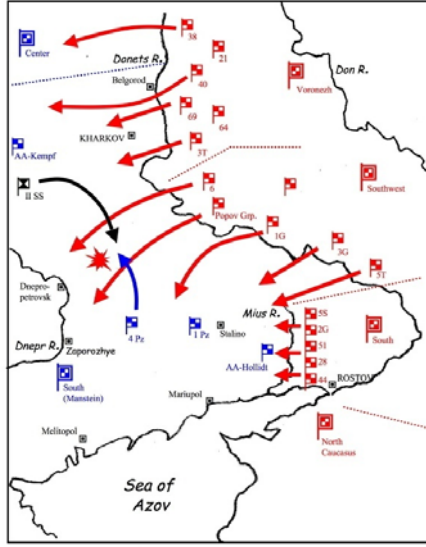 38
Center
21
Donets R.
Don R.
Voronezh
Belgorod
40
69
64
KHARKOV
AA-Kempf
3T
Southwest
II SS
6
Popov Grp.
1G
3G
5T
Dnepro-
petrovsk
Mius R.
5S
2G
South
Dnepr R.
Zaporozhye
4 Pz
1 Pz
Stalino
51
AA-Hollidt
28
44
ROSTOV
South
(Manstein)
Mariupol
Melitopol
North
Caucasus
Sea of
Azov